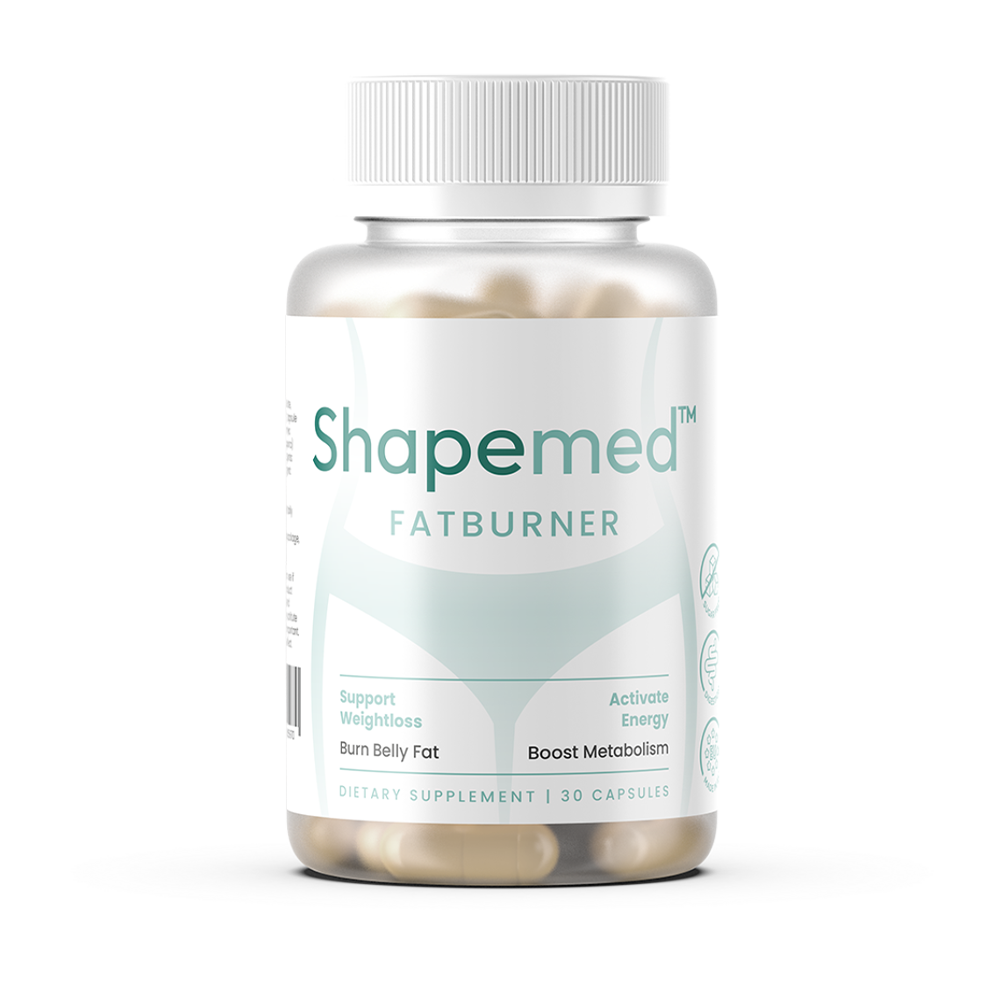 Shapemed™
FATBURNER
Support
Weightloss
Burn Belly Fat
Activate
Energy
Boost Metabolism
DIETARY SUPPLEMENT | 30 CAPSULES